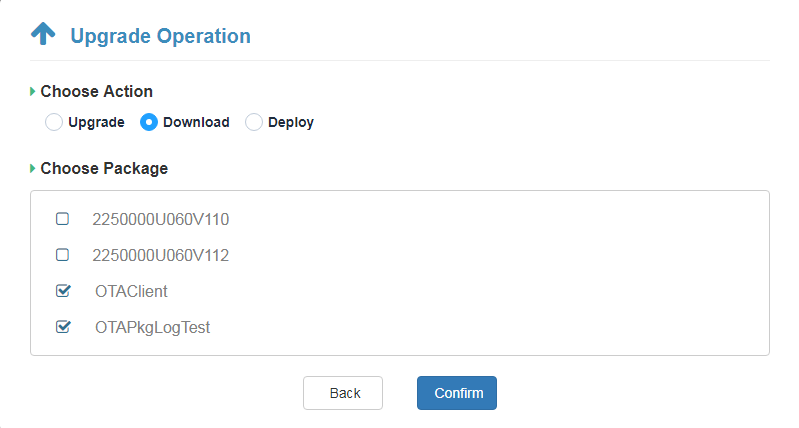 Upgrade Operation
Choose Action
Upgrade Download Deploy
Choose Package
2250000U060V110
2250000U060V112
OTAClient
OTAPkgLogTest
Back Confirm